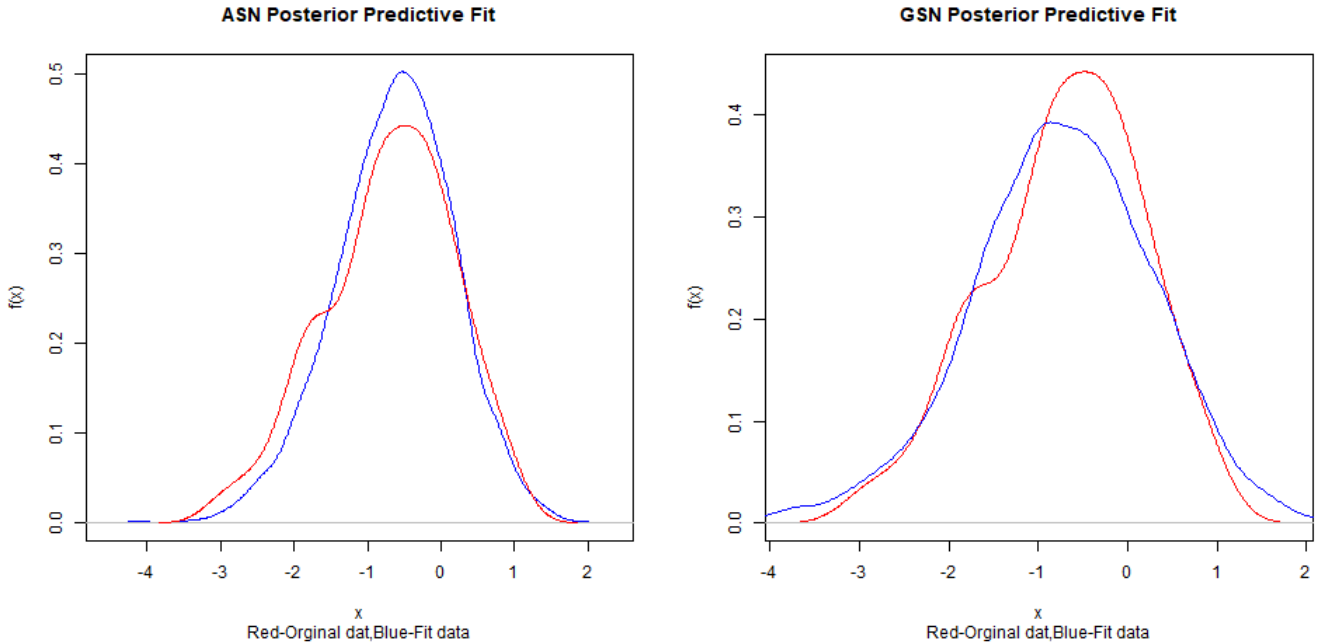 ASN Posterior Predictive Fit
f(x)
0.5
0.4
0.3
0.2
0.1
0.0
-4 -3 -2 -1 0 1 2
x
Red-Orginal dat,Blue-Fit data
GSN Posterior Predictive Fit
f(x)
0.4
0.3
0.2
0.1
0.0
-4 -3 -2 -1 0 1 2
x
Red-Orginal dat,Blue-Fit data